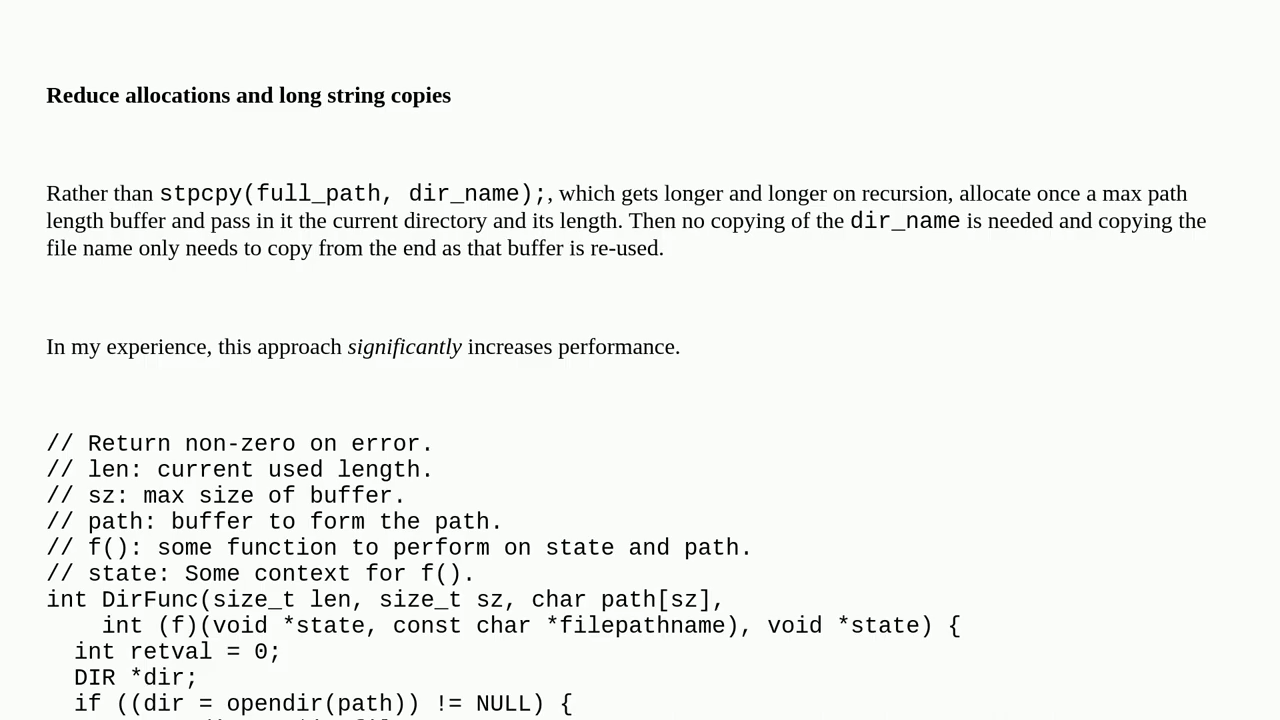 Reduce allocations and long string copies
Rather than stpcpy(full_path, dir_name);, which gets longer and longer on recursion, allocate once a max path
length buffer and pass in it the current directory and its length. Then no copying of the dir_name is needed and copying the
file name only needs to copy from the end as that buffer is re-used.
In my experience, this approach significantly increases performance.
// Return non-zero on error.
// len: current used length.
// sz: max size of buffer.
// path: buffer to form the path.
// f(): some function to perform on state and path.
// state: Some context for f().
int DirFunc(size_t len, size_t sz, char path[sz],
    int (f)(void *state, const char *filepathname), void *state) {
  int retval = 0;
  DIR *dir;
  if ((dir = opendir(path)) != NULL) {